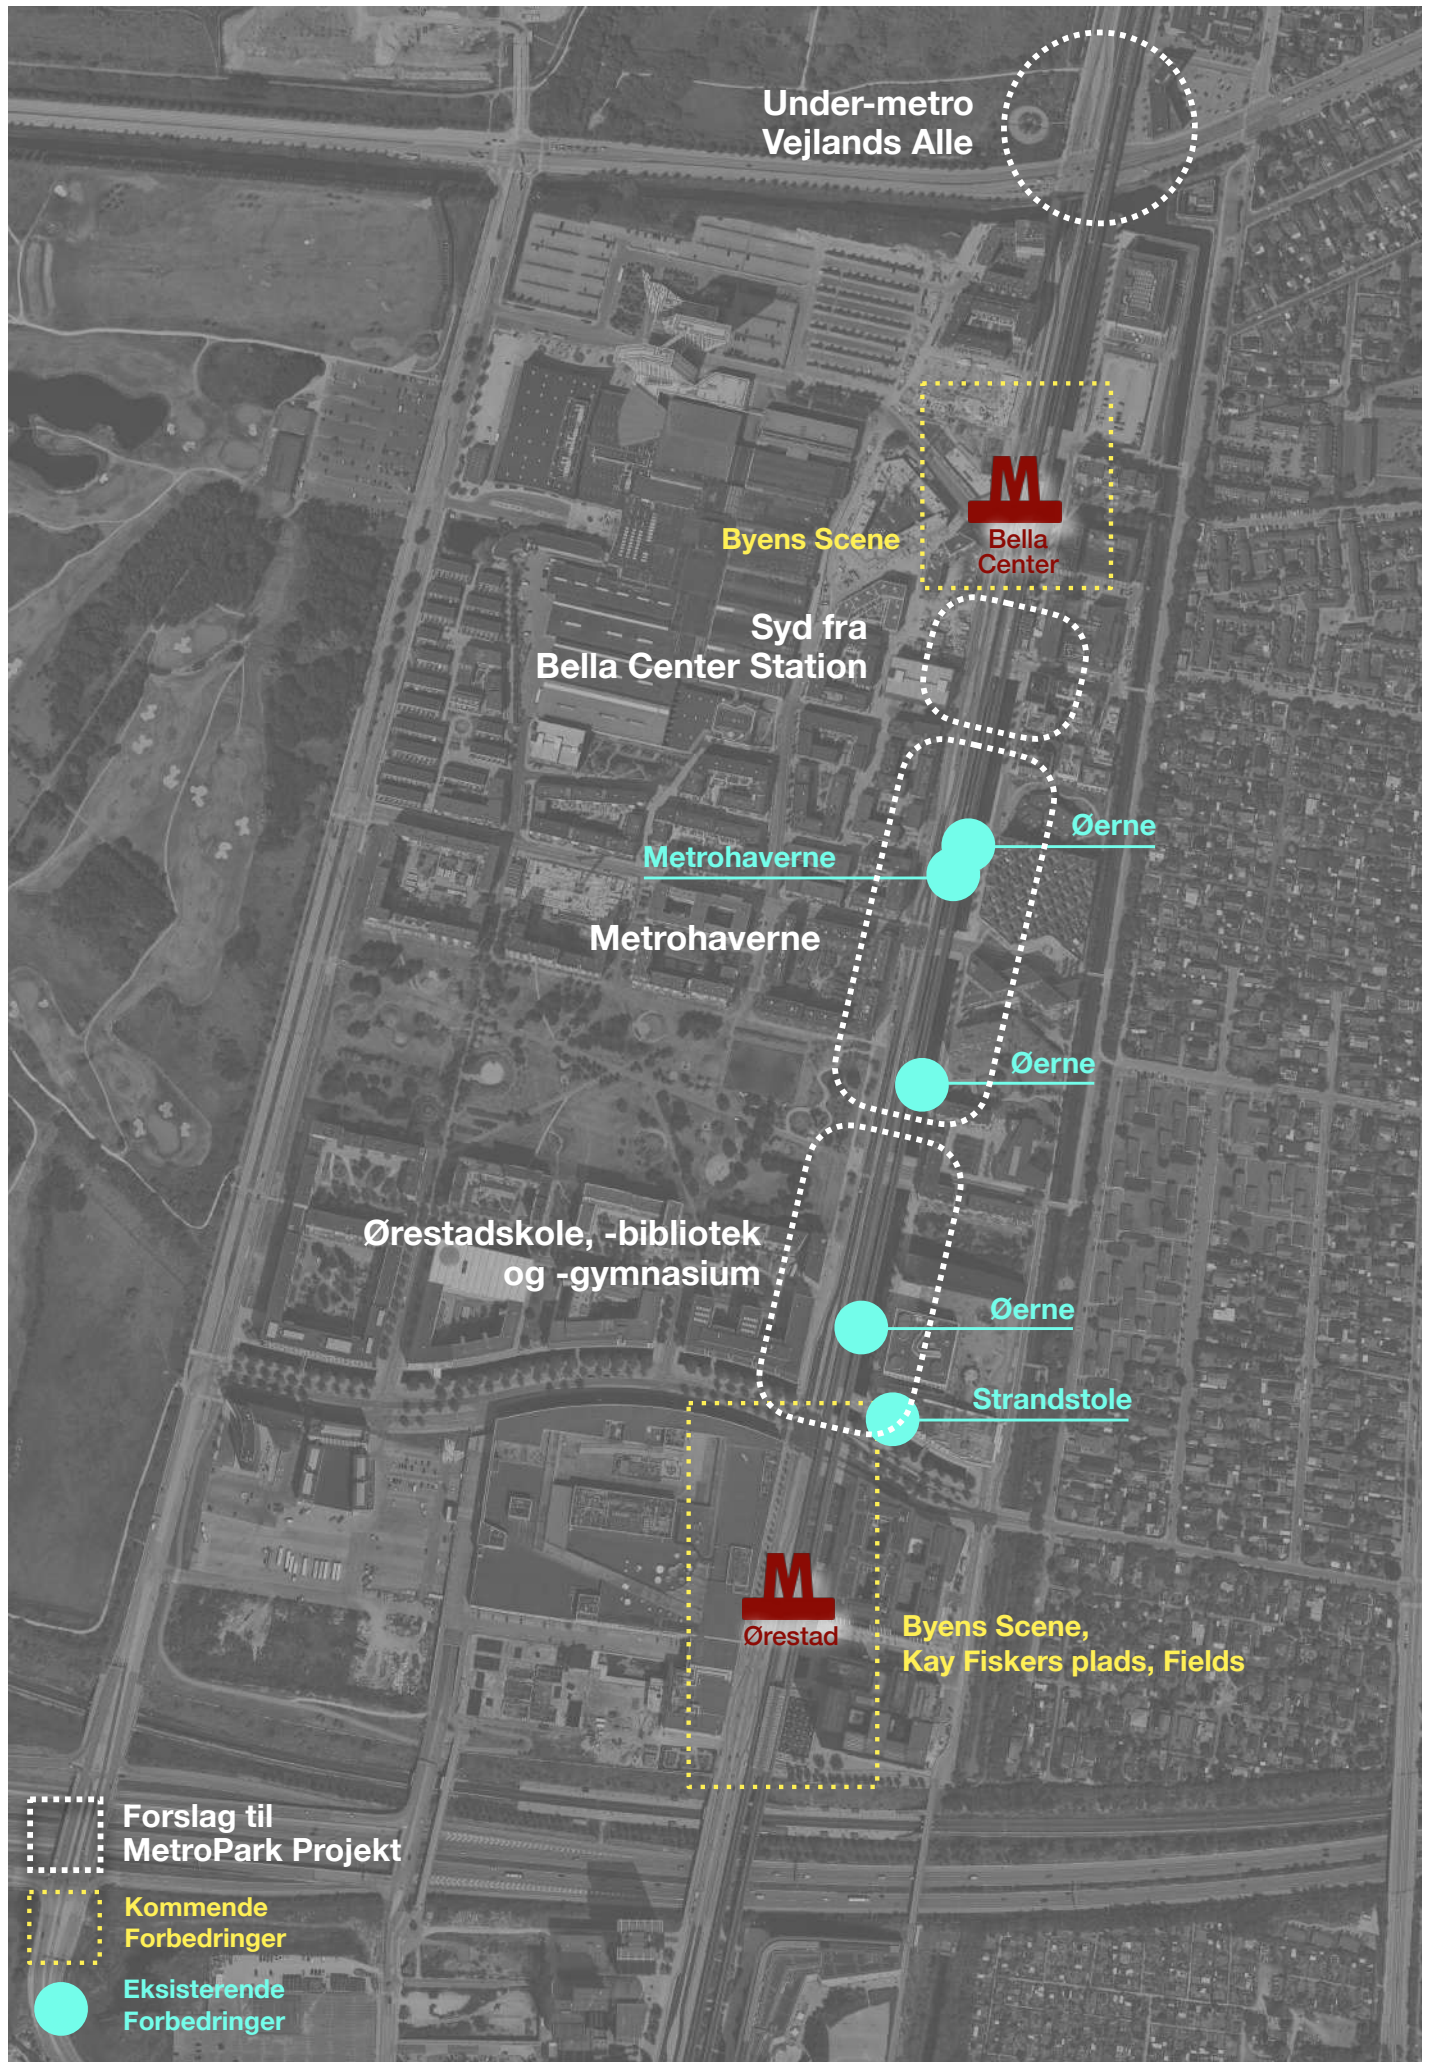 Under-metro
Vejlands Alle
M
Bella
Center
Byens Scene
Syd fra
Bella Center Station
Øerne
Metrohaverne
Metrohaverne
Øerne
Ørestadskole, -bibliotek
og -gymnasium
Øerne
Strandstole
M
Ørestad
Byens Scene,
Kay Fiskers plads, Fields
Forslag til
MetroPark Projekt
Kommende
Forbedringer
Eksisterende
Forbedringer